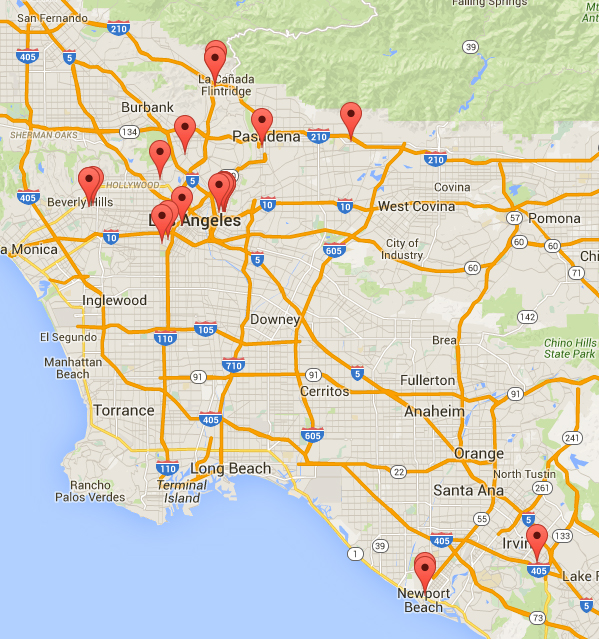 San Fernando
Falling Springs
210
405
5
39
La Cañada
Flintridge
Burbank
SHERMAN OAKS
134
Pasadena
210
210
5
Covina
HOLLYWOOD
405
Beverly Hills
10
10
West Covina
57
Pomona
Los Angeles
10
605
City of
Industry
60
60
a Monica
5
60
71
Chi
Inglewood
142
Downey
El Segundo
110
105
Brea
Chino Hills
State Park
Manhattan
Beach
710
91
91
5
Fullerton
Cerritos
91
Torrance
405
Anaheim
605
241
Orange
110
Long Beach
22
North Tustin
Rancho
Palos Verdes
Terminal
Island
Santa Ana
261
55
5
133
1
39
405
Irvin
405
Lake F
Newport
Beach
5
73